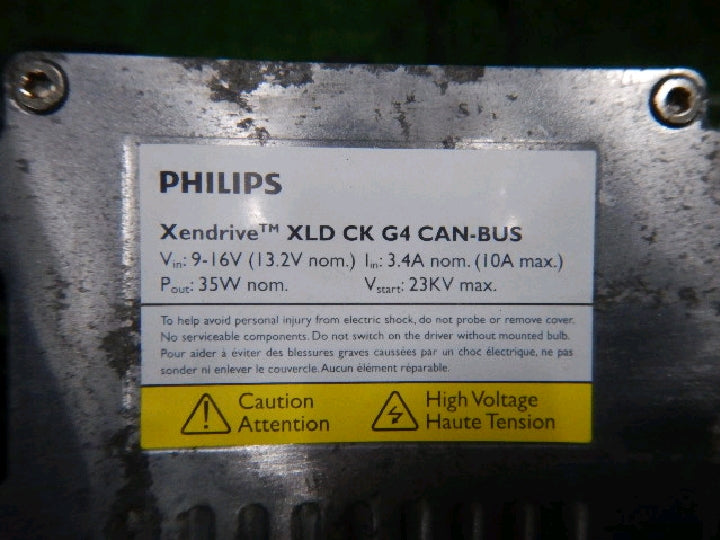 PHILIPS
Xendrive™ XLD CK G4 CAN-BUS
Vin: 9-16V (13.2V nom.) Iin: 3.4A nom. (10A max.)
Pout: 35W nom. Vstart: 23KV max.
To help avoid personal injury from electric shock, do not probe or remove cover.
No serviceable components. Do not switch on the driver without mounted bulb.
Pour aider à éviter des blessures graves caussées par un choc électrique, ne pas
sonder ni enlever le couvercle. Aucun élément réparable.
Caution High Voltage
Attention Haute Tension